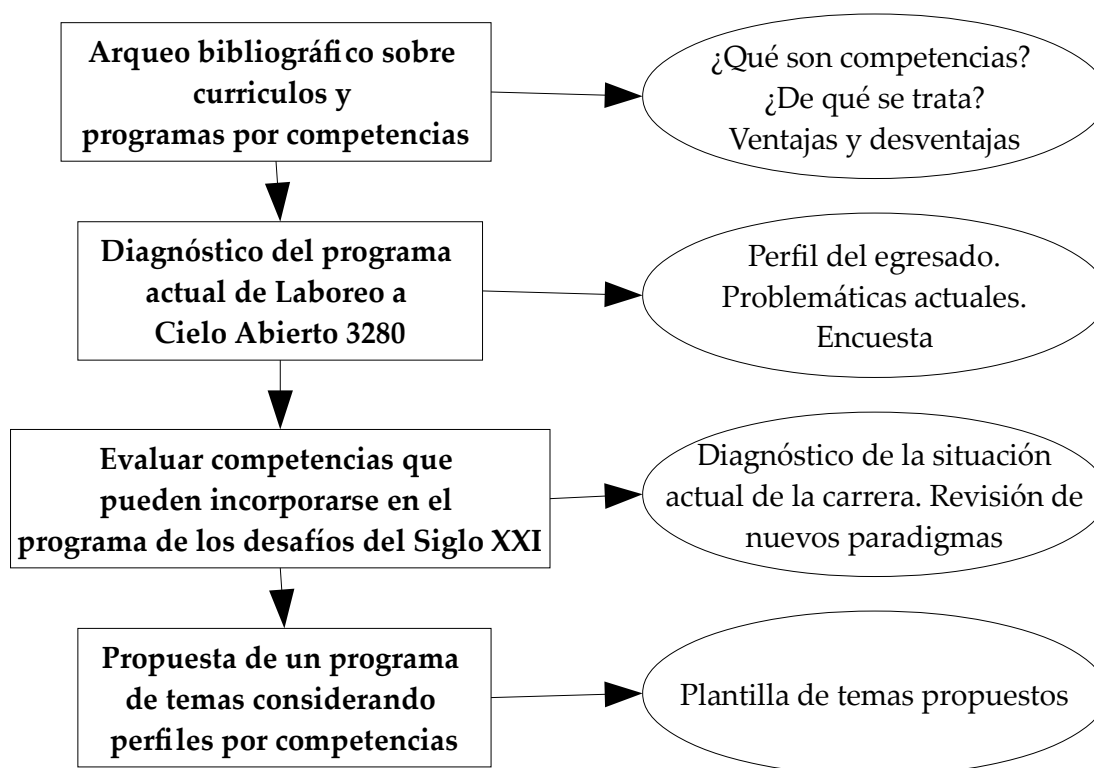 Arqueo bibliográfico sobre
curriculos y
programas por competencias
¿Qué son competencias?
¿De qué se trata?
Ventajas y desventajas
Diagnóstico del programa
actual de Laboreo a
Cielo Abierto 3280
Perfil del egresado.
Problemáticas actuales.
Encuesta
Evaluar competencias que
pueden incorporarse en el
programa de los desafíos del Siglo XXI
Diagnóstico de la situación
actual de la carrera. Revisión de
nuevos paradigmas
Propuesta de un programa
de temas considerando
perfiles por competencias
Plantilla de temas propuestos